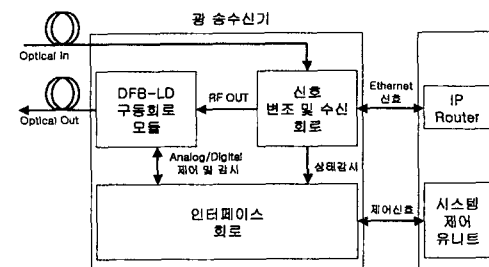 광 송수신기
Optical In
Optical Out
DFB-LD
구동회로
모듈
RF OUT
신호
변조 및 수신
회로
Ethernet
신호
IP
Router
Analog/Digital
제어 및 감시
상태감시
인터페이스
회로
제어신호
시스템
제어
유니트